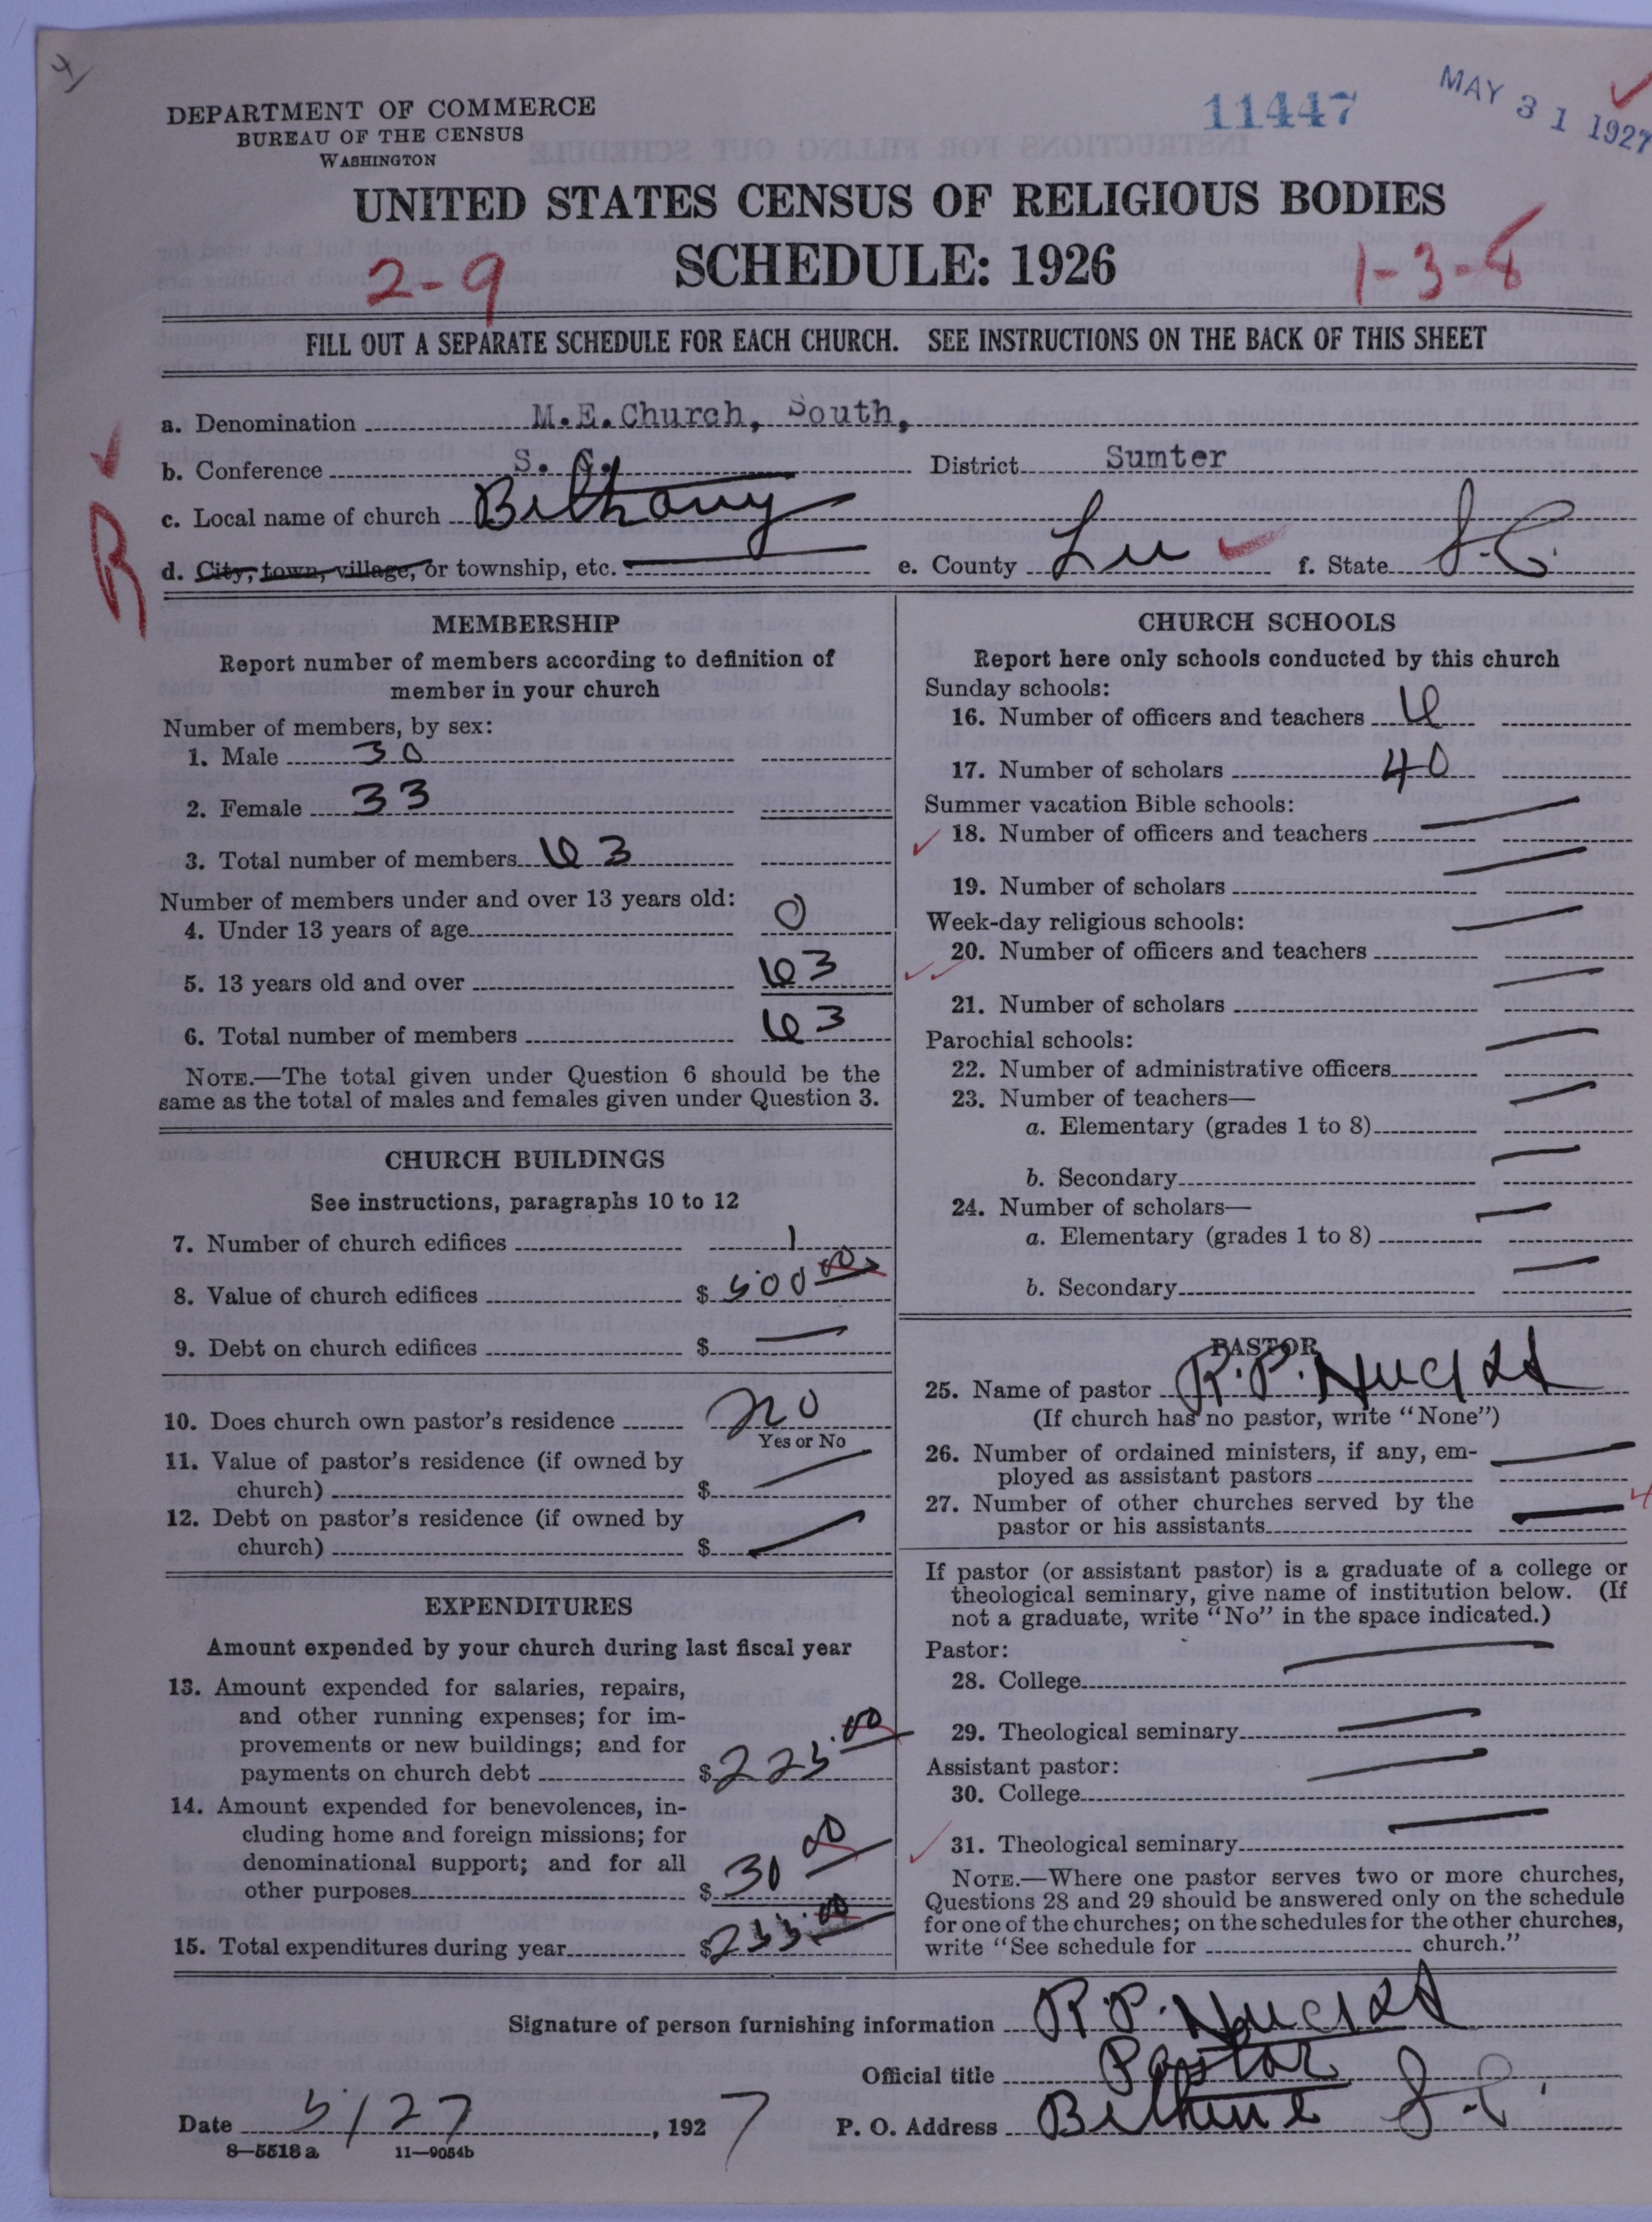 DEPARTMENT OF COMMERCE
BUREAU OF THE CENSUS
WASHINGTON
11447
MAY 31 1927
UNITED STATES CENSUS OF RELIGIOUS BODIES
SCHEDULE: 1926
2-9
1-3-8
FILL OUT A SEPARATE SCHEDULE FOR EACH CHURCH. SEE INSTRUCTIONS ON THE BACK OF THIS SHEET
a. Denomination M.E. Church, South,
b. Conference S. C. District Sumter
c. Local name of church Bethany
d. City, town, village, or township, etc. e. County Lee f. State S.C.
R
MEMBERSHIP
Report number of members according to definition of
member in your church
Number of members, by sex:
1. Male 30
2. Female 33
3. Total number of members 63
Number of members under and over 13 years old:
4. Under 13 years of age 0
5. 13 years old and over 63
6. Total number of members 63
NOTE.—The total given under Question 6 should be the
same as the total of males and females given under Question 3.
CHURCH BUILDINGS
See instructions, paragraphs 10 to 12
7. Number of church edifices 1
8. Value of church edifices $ 500.00
9. Debt on church edifices $ —
10. Does church own pastor's residence no
Yes or No
11. Value of pastor's residence (if owned by
church) $ —
12. Debt on pastor's residence (if owned by
church) $ —
EXPENDITURES
Amount expended by your church during last fiscal year
13. Amount expended for salaries, repairs,
and other running expenses; for im-
provements or new buildings; and for
payments on church debt $ 225.00
14. Amount expended for benevolences, in-
cluding home and foreign missions; for
denominational support; and for all
other purposes $ 30 00
15. Total expenditures during year $ 255.00
CHURCH SCHOOLS
Report here only schools conducted by this church
Sunday schools:
16. Number of officers and teachers 6
17. Number of scholars 40
Summer vacation Bible schools:
18. Number of officers and teachers —
19. Number of scholars —
Week-day religious schools:
20. Number of officers and teachers —
21. Number of scholars —
Parochial schools:
22. Number of administrative officers —
23. Number of teachers—
a. Elementary (grades 1 to 8) —
b. Secondary —
24. Number of scholars—
a. Elementary (grades 1 to 8) —
b. Secondary —
PASTOR
25. Name of pastor R. P. Hucks
(If church has no pastor, write "None")
26. Number of ordained ministers, if any, em-
ployed as assistant pastors —
27. Number of other churches served by the
pastor or his assistants — 4
If pastor (or assistant pastor) is a graduate of a college or
theological seminary, give name of institution below. (If
not a graduate, write "No" in the space indicated.)
Pastor:
28. College —
29. Theological seminary —
Assistant pastor:
30. College —
31. Theological seminary —
NOTE.—Where one pastor serves two or more churches,
Questions 28 and 29 should be answered only on the schedule
for one of the churches; on the schedules for the other churches,
write "See schedule for church."
Signature of person furnishing information R. P. Hucks
Official title Pastor
Date 5/27, 1927 P. O. Address Bethune S.C.
8—5518 a 11—9054b